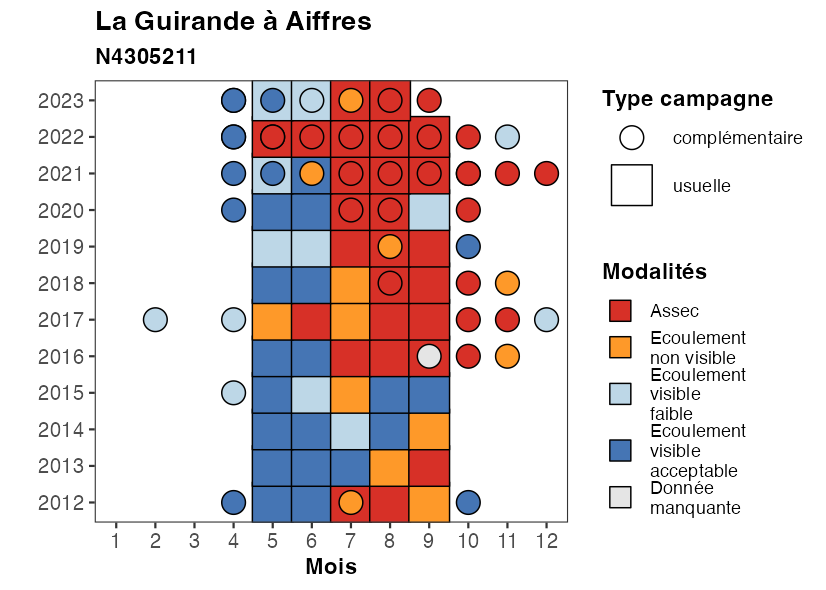 La Guirande à Aiffres
N4305211
2023
2022
2021
2020
2019
2018
2017
2016
2015
2014
2013
2012
1 2 3 4 5 6 7 8 9 10 11 12
Mois
Type campagne
complémentaire
usuelle
Modalités
Assec
Ecoulement
non visible
Ecoulement
visible
faible
Ecoulement
visible
acceptable
Donnée
manquante